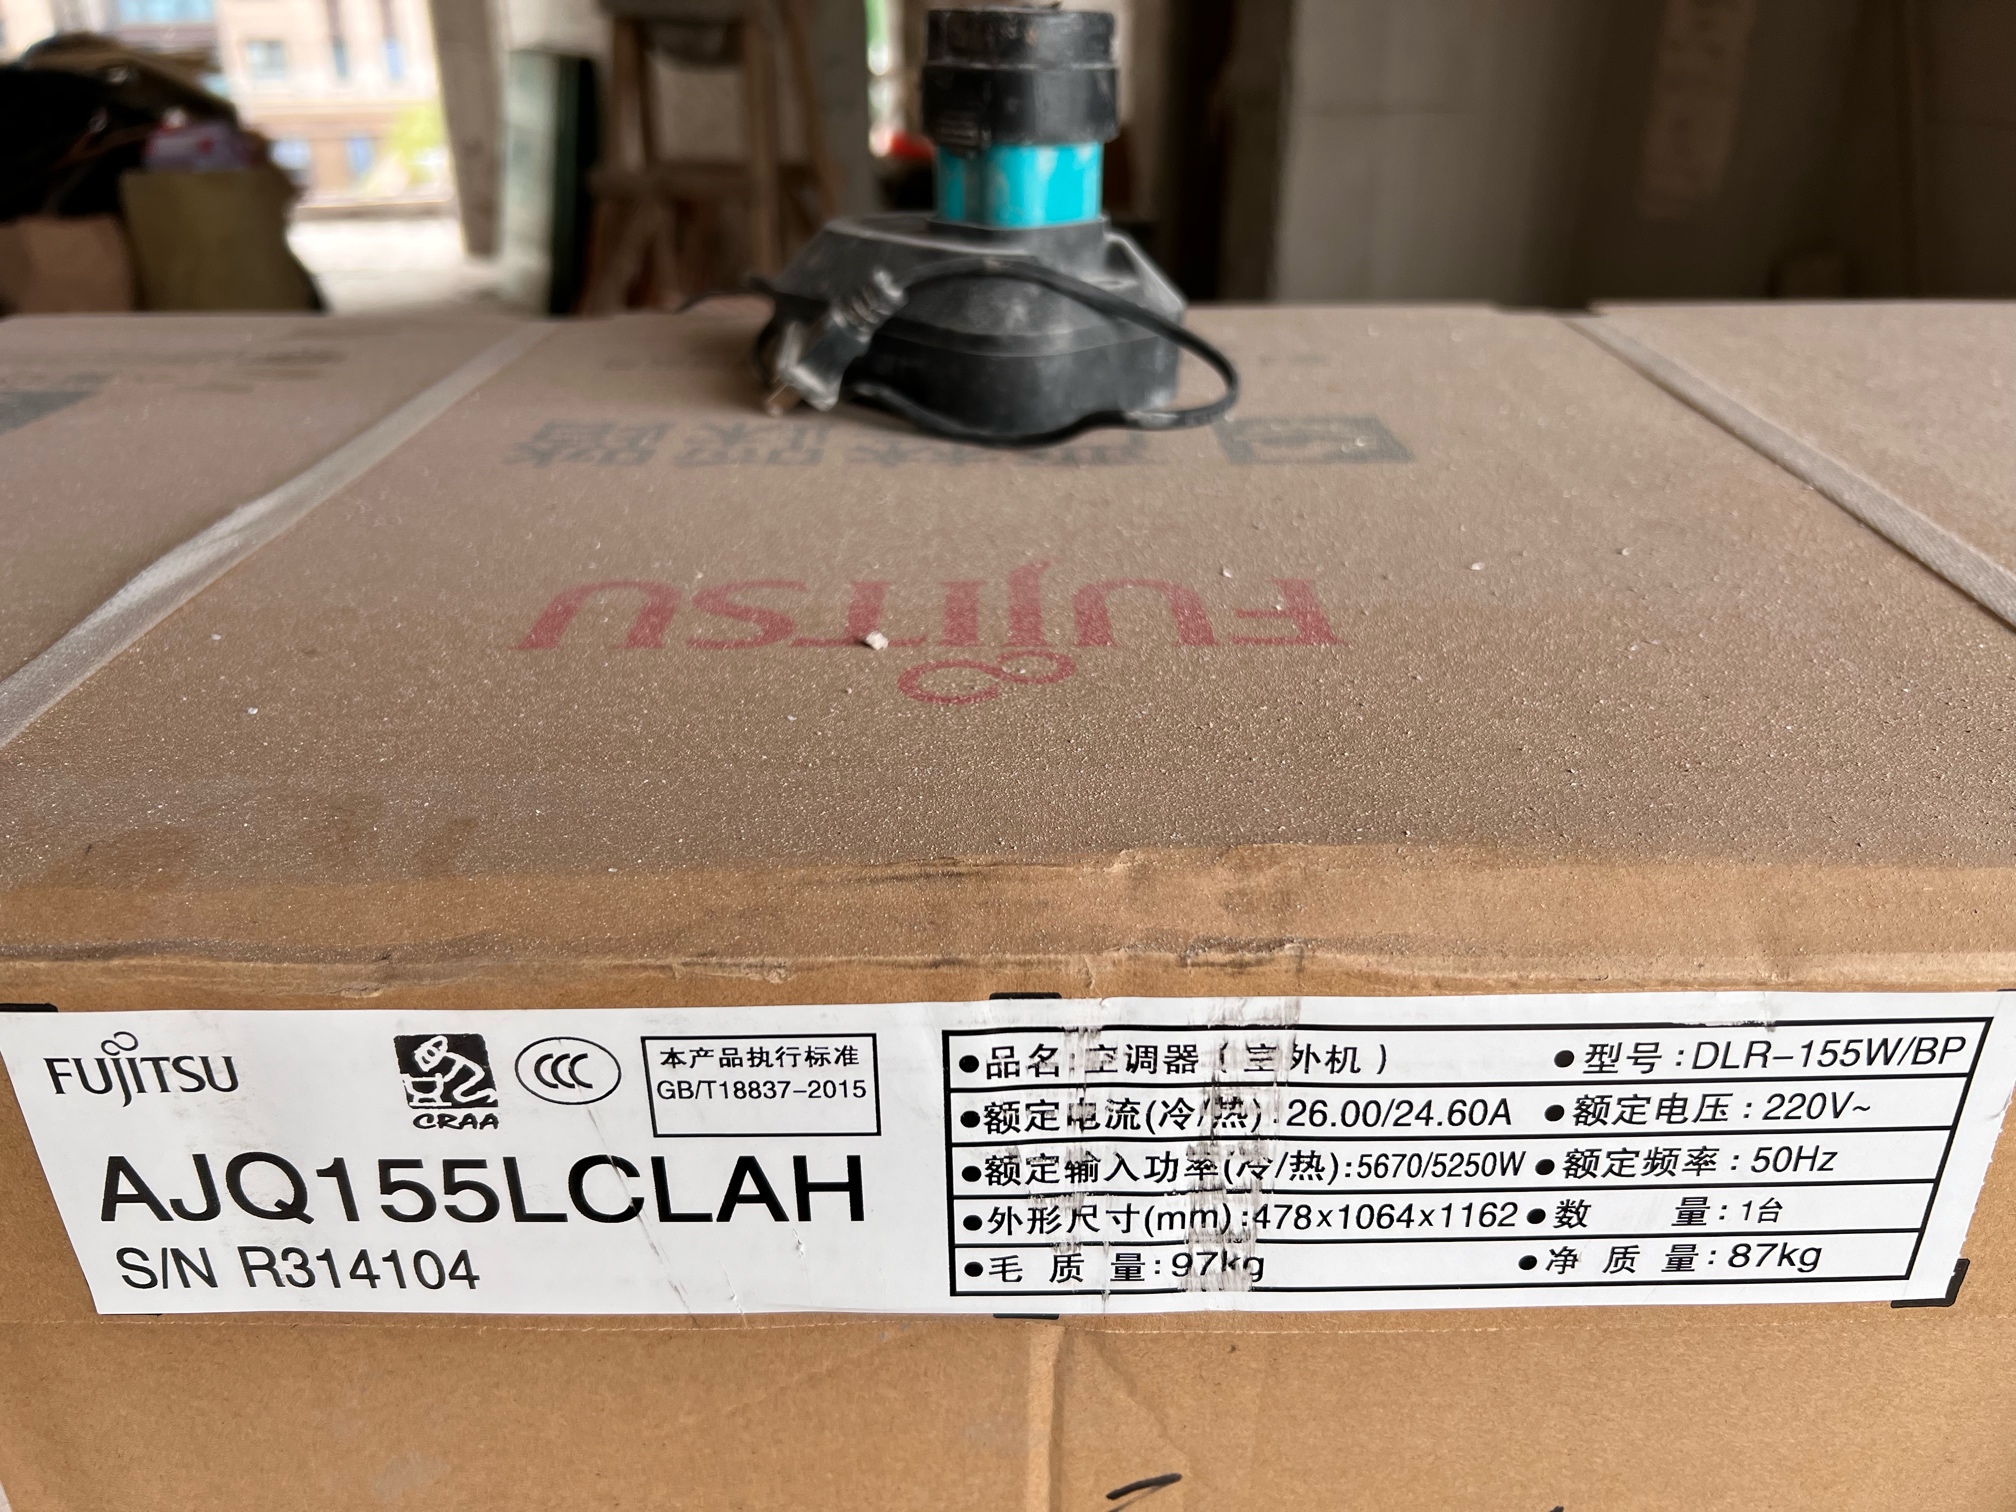 FUJITSU
FUJITSU
CRAA
CCC
本产品执行标准
GB/T18837-2015
AJQ155LCLAH
S/N R314104
●品名:空调器(室外机) ●型号:DLR-155W/BP
●额定电流(冷/热):26.00/24.60A ●额定电压:220V~
●额定输入功率(冷/热):5670/5250W ●额定频率:50Hz
●外形尺寸(mm):478x1064x1162 ●数 量:1台
●毛 质 量:97kg ●净 质 量:87kg